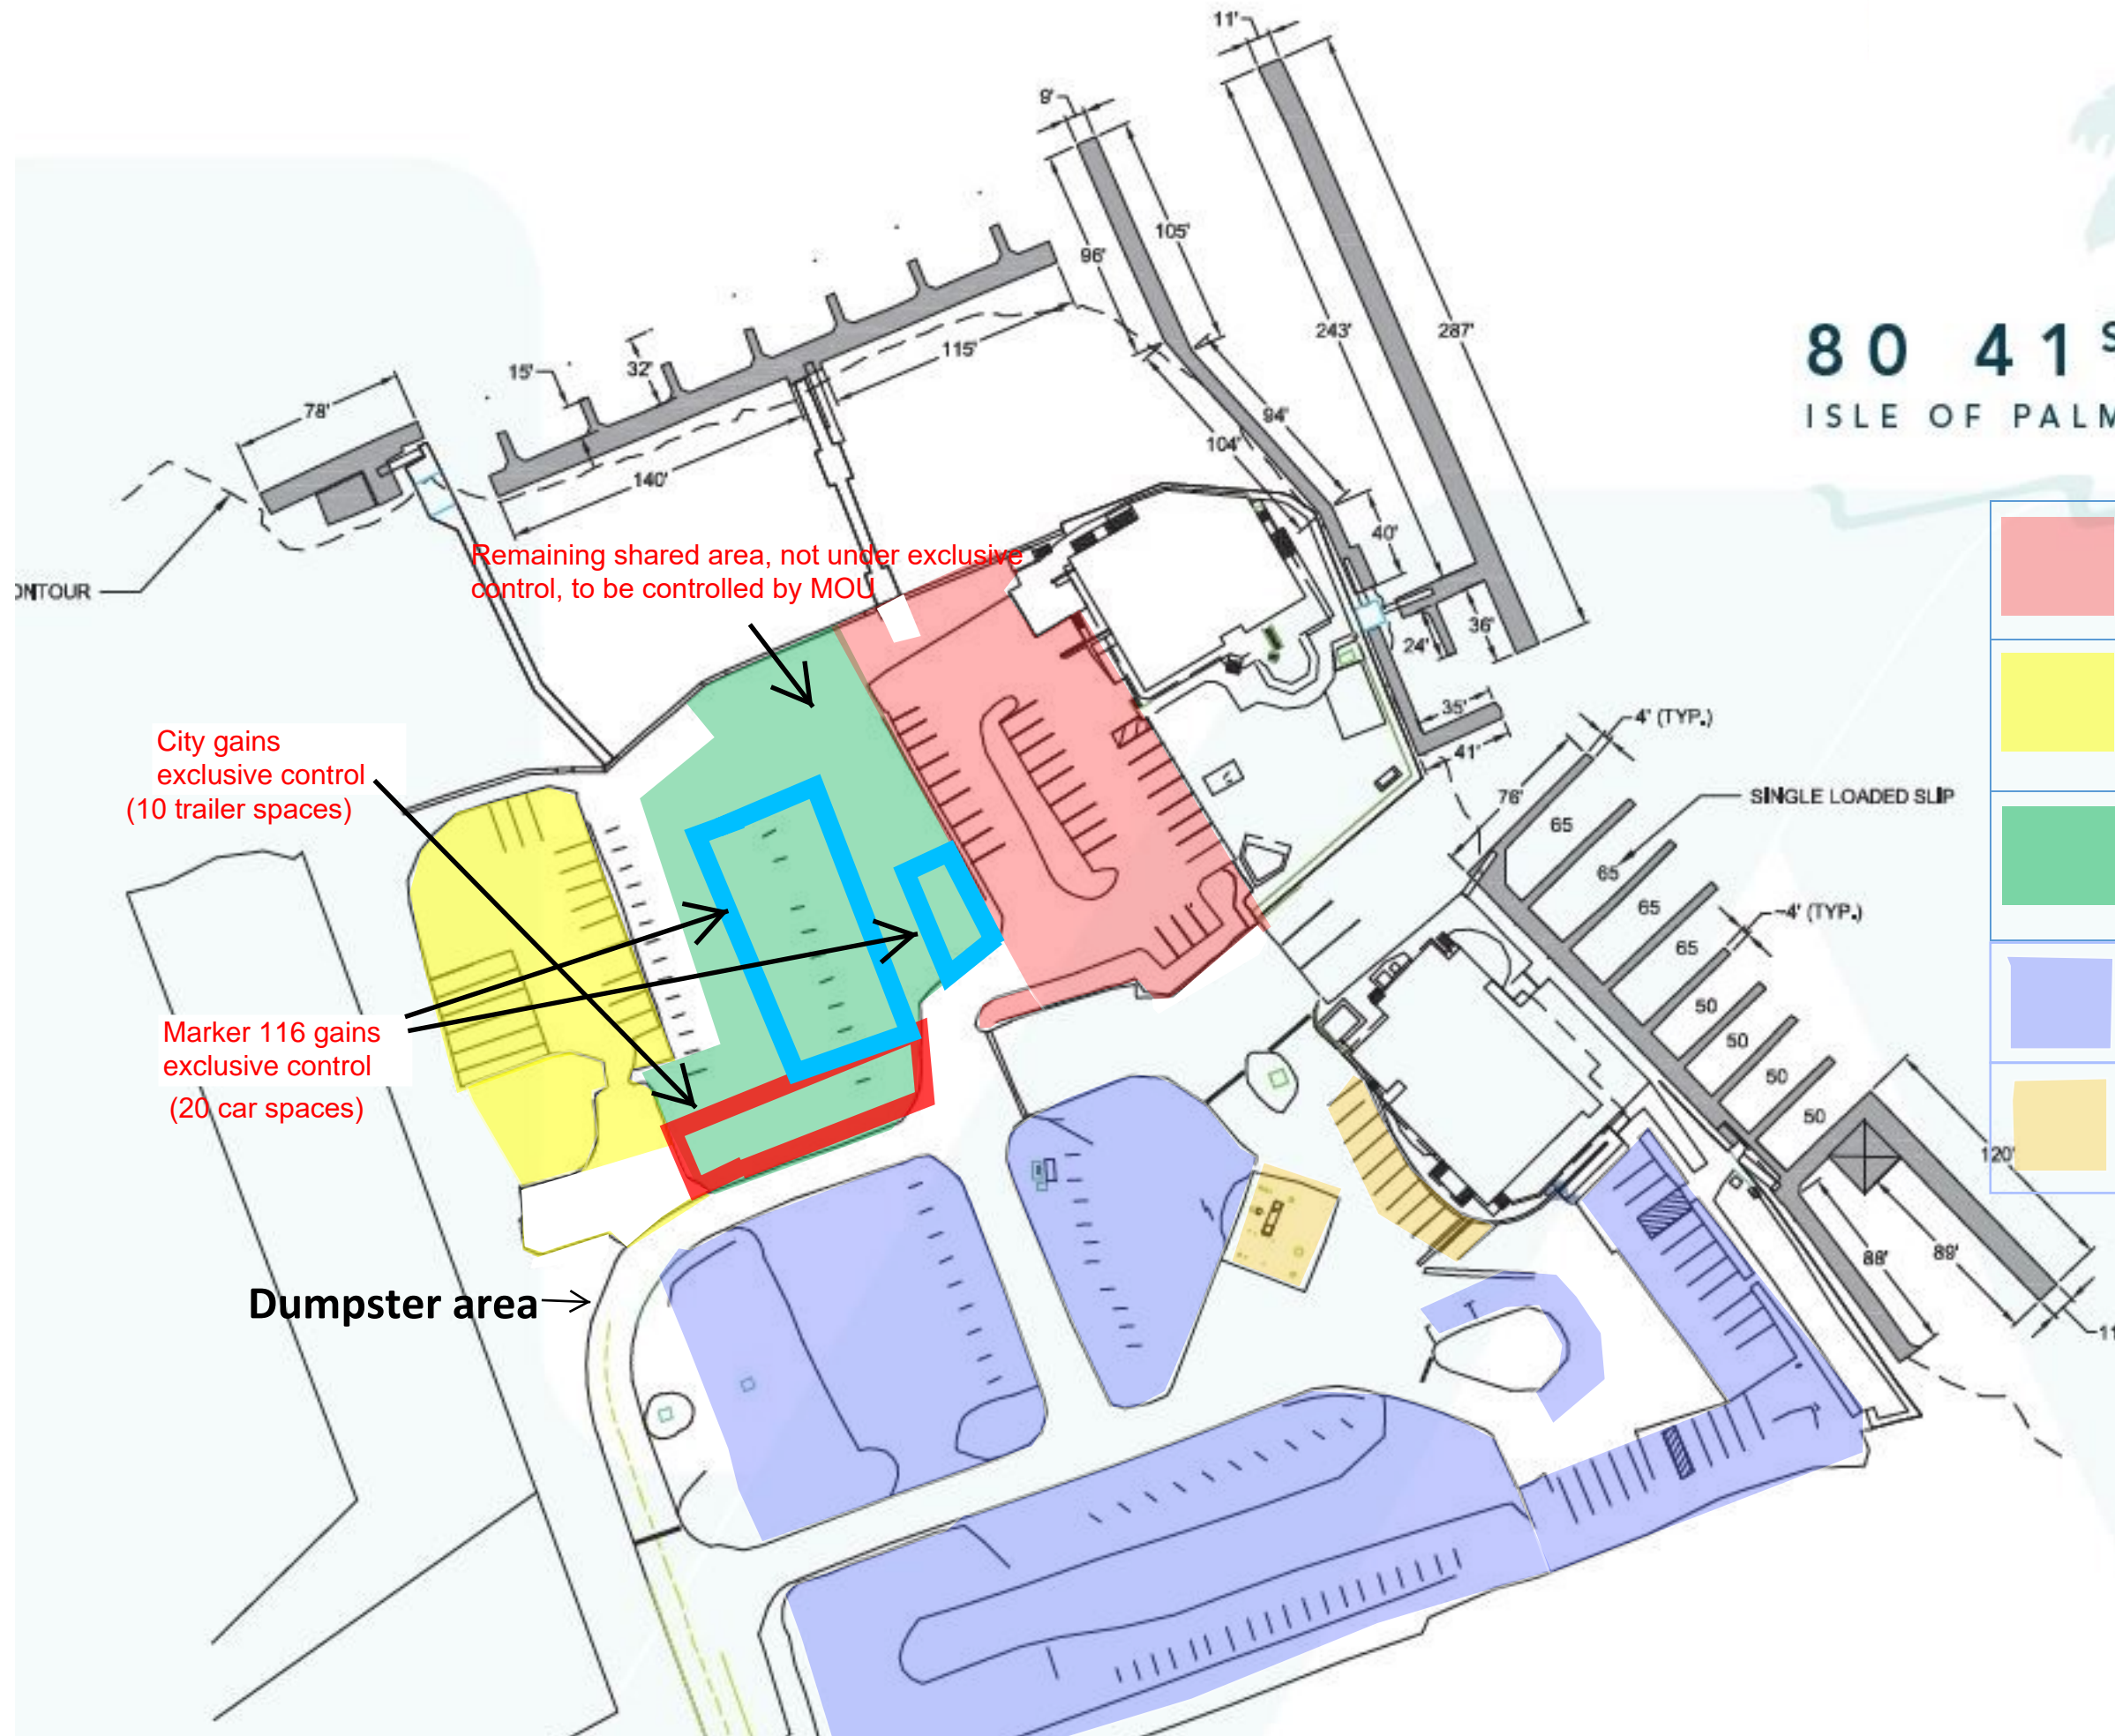 11'
9'
105'
96'
243'
287'
80 41S
ISLE OF PALM
115'
32'
15'
78'
94'
104'
140'
40'
Remaining shared area, not under exclusive
control, to be controlled by MOU
ONTOUR
36'
24'
35'
4' (TYP.)
41'
City gains
exclusive control
(10 trailer spaces)
76'
SINGLE LOADED SLIP
65
65
65
~4' (TYP.)
65
50
50
50
50
Marker 116 gains
exclusive control
(20 car spaces)
120'
88'
89'
Dumpster area
11